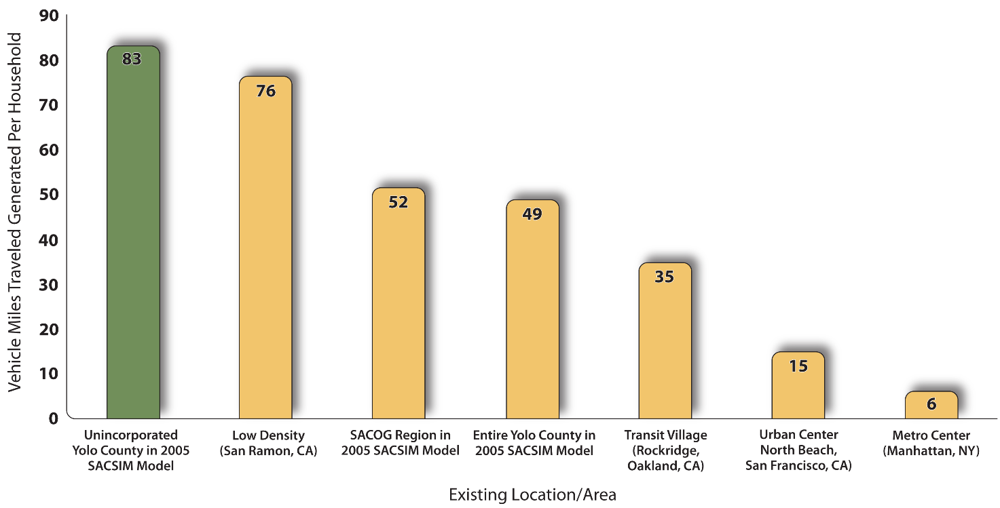 Vehicle Miles Traveled Generated Per Household
90
80
70
60
50
40
30
20
10
0
83
76
52
49
35
15
6
Unincorporated
Yolo County in 2005
SACSIM Model
Low Density
(San Ramon, CA)
SACOG Region in
2005 SACSIM Model
Entire Yolo County in
2005 SACSIM Model
Transit Village
(Rockridge,
Oakland, CA)
Urban Center
North Beach,
San Francisco, CA)
Metro Center
(Manhattan, NY)
Existing Location/Area